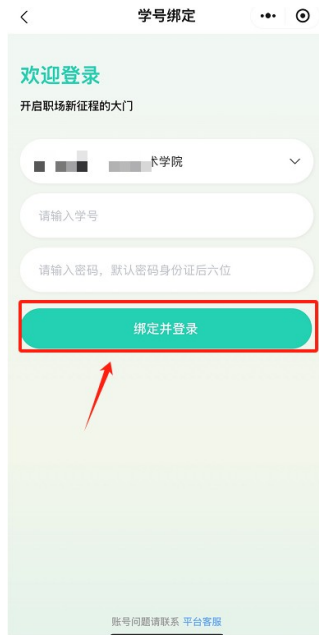 学号绑定
欢迎登录
开启职场新征程的大门
术学院
请输入学号
请输入密码，默认密码身份证后六位
绑定并登录
账号问题请联系 平台客服